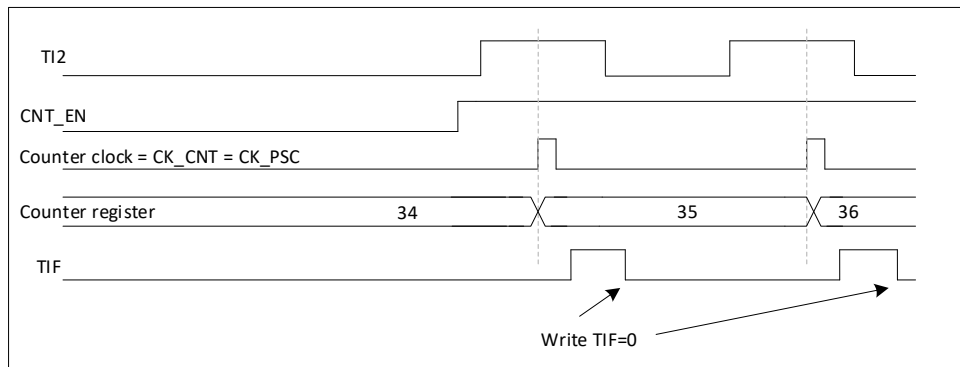 TI2
CNT_EN
Counter clock = CK_CNT = CK_PSC
Counter register 34 35 36
TIF
Write TIF=0